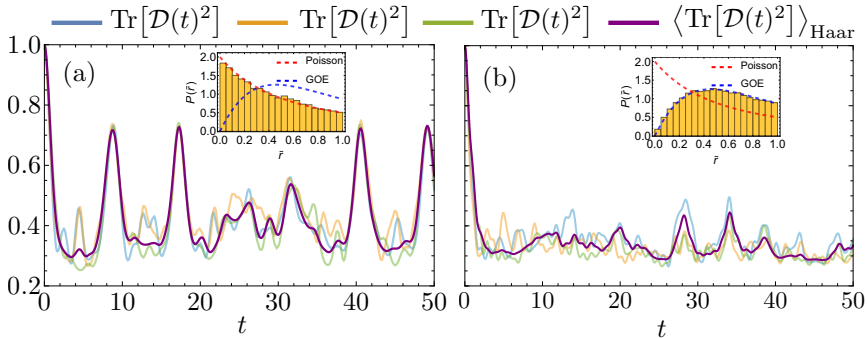 Tr[𝒟(t)²] Tr[𝒟(t)²] Tr[𝒟(t)²] ⟨Tr[𝒟(t)²]⟩Haar
(a)
1.0
0.8
0.6
0.4
0.2
0 10 20 30 40 50
t
P(r̃)
2.0
1.5
1.0
0.5
0.0
Poisson
GOE
0.0 0.2 0.4 0.6 0.8 1.0
r̃
(b)
0 10 20 30 40 50
t
P(r̃)
2.0
1.5
1.0
0.5
0.0
Poisson
GOE
0.0 0.2 0.4 0.6 0.8 1.0
r̃